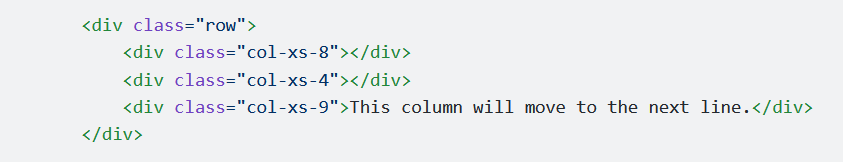 <div class="row">
<div class="col-xs-8"></div>
<div class="col-xs-4"></div>
<div class="col-xs-9">This column will move to the next line.</div>
</div>